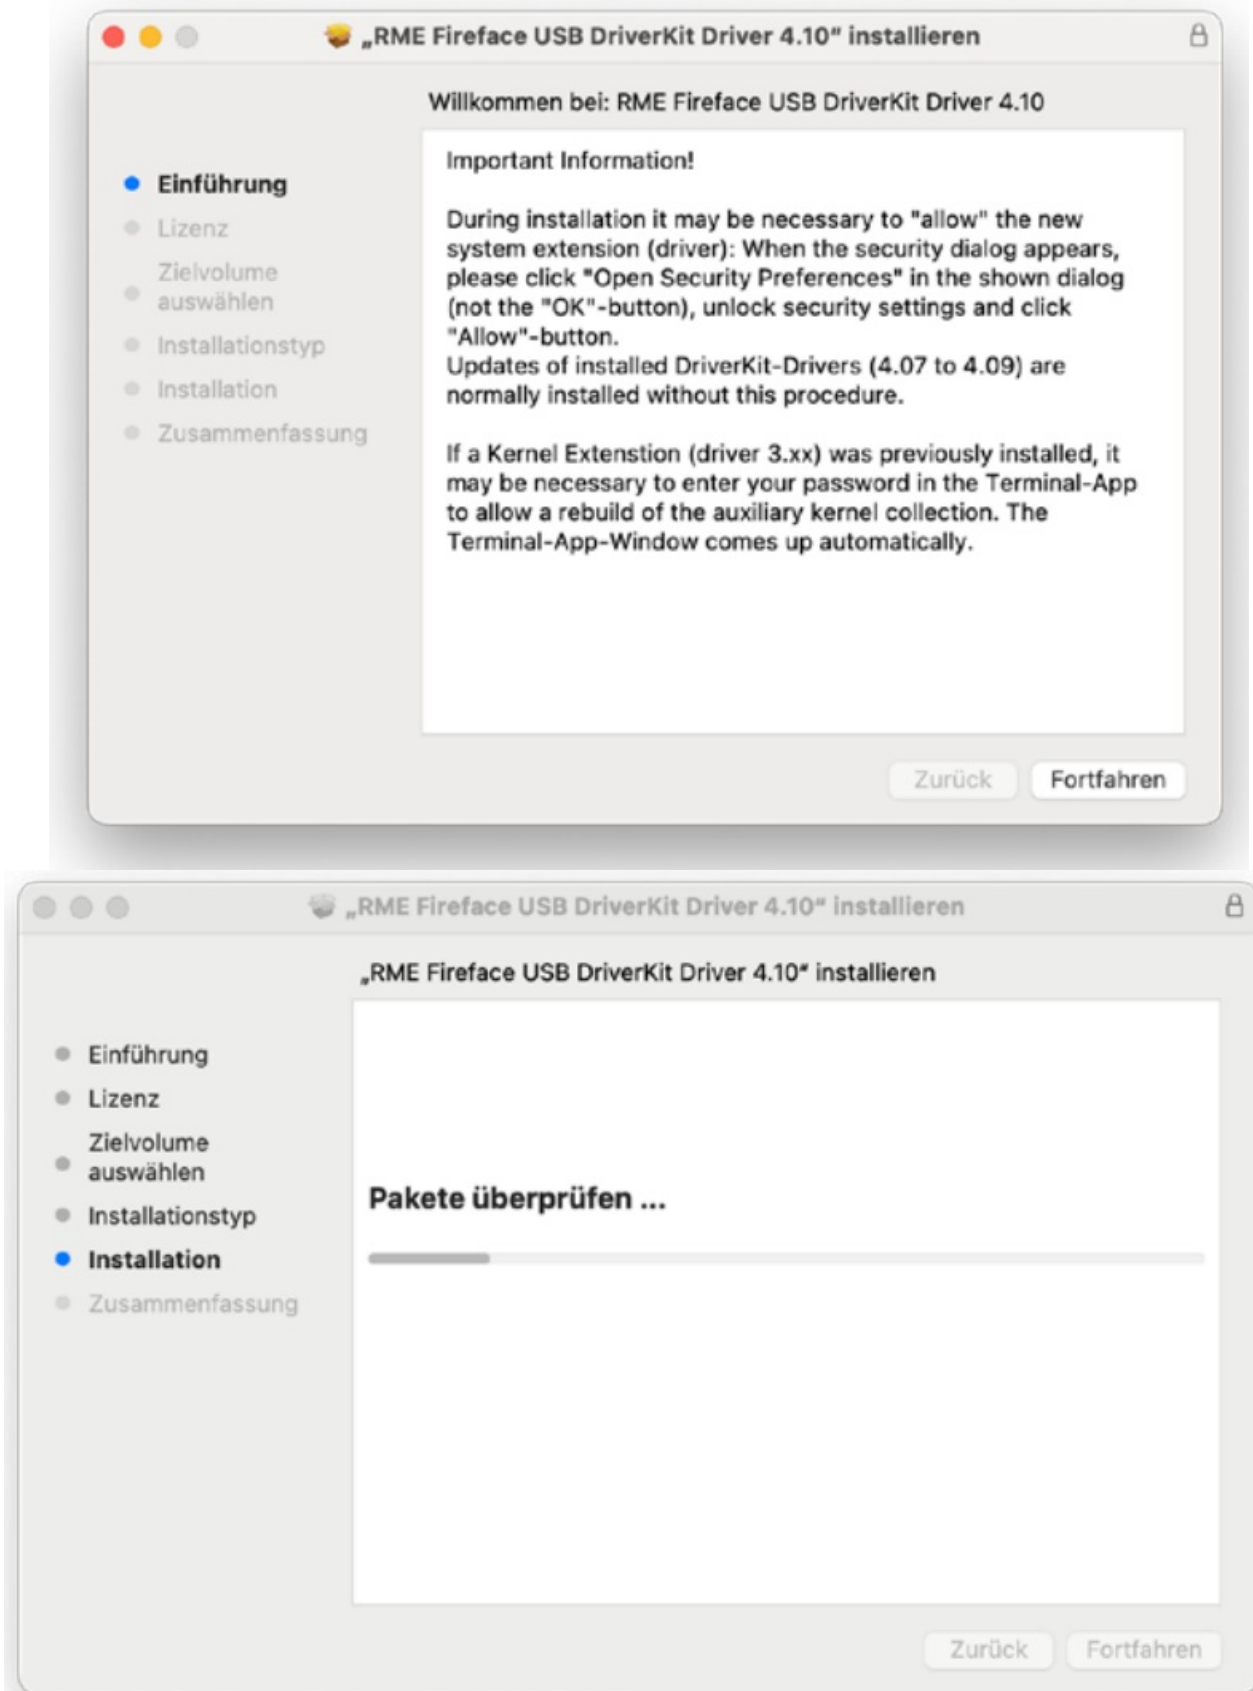 „RME Fireface USB DriverKit Driver 4.10“ installieren
Willkommen bei: RME Fireface USB DriverKit Driver 4.10
Einführung
Lizenz
Zielvolume
auswählen
Installationstyp
Installation
Zusammenfassung
Important Information!
During installation it may be necessary to "allow" the new
system extension (driver): When the security dialog appears,
please click "Open Security Preferences" in the shown dialog
(not the "OK"-button), unlock security settings and click
"Allow"-button.
Updates of installed DriverKit-Drivers (4.07 to 4.09) are
normally installed without this procedure.
If a Kernel Extenstion (driver 3.xx) was previously installed, it
may be necessary to enter your password in the Terminal-App
to allow a rebuild of the auxiliary kernel collection. The
Terminal-App-Window comes up automatically.
Zurück
Fortfahren
„RME Fireface USB DriverKit Driver 4.10“ installieren
„RME Fireface USB DriverKit Driver 4.10“ installieren
Einführung
Lizenz
Zielvolume
auswählen
Installationstyp
Installation
Zusammenfassung
Pakete überprüfen ...
Zurück
Fortfahren